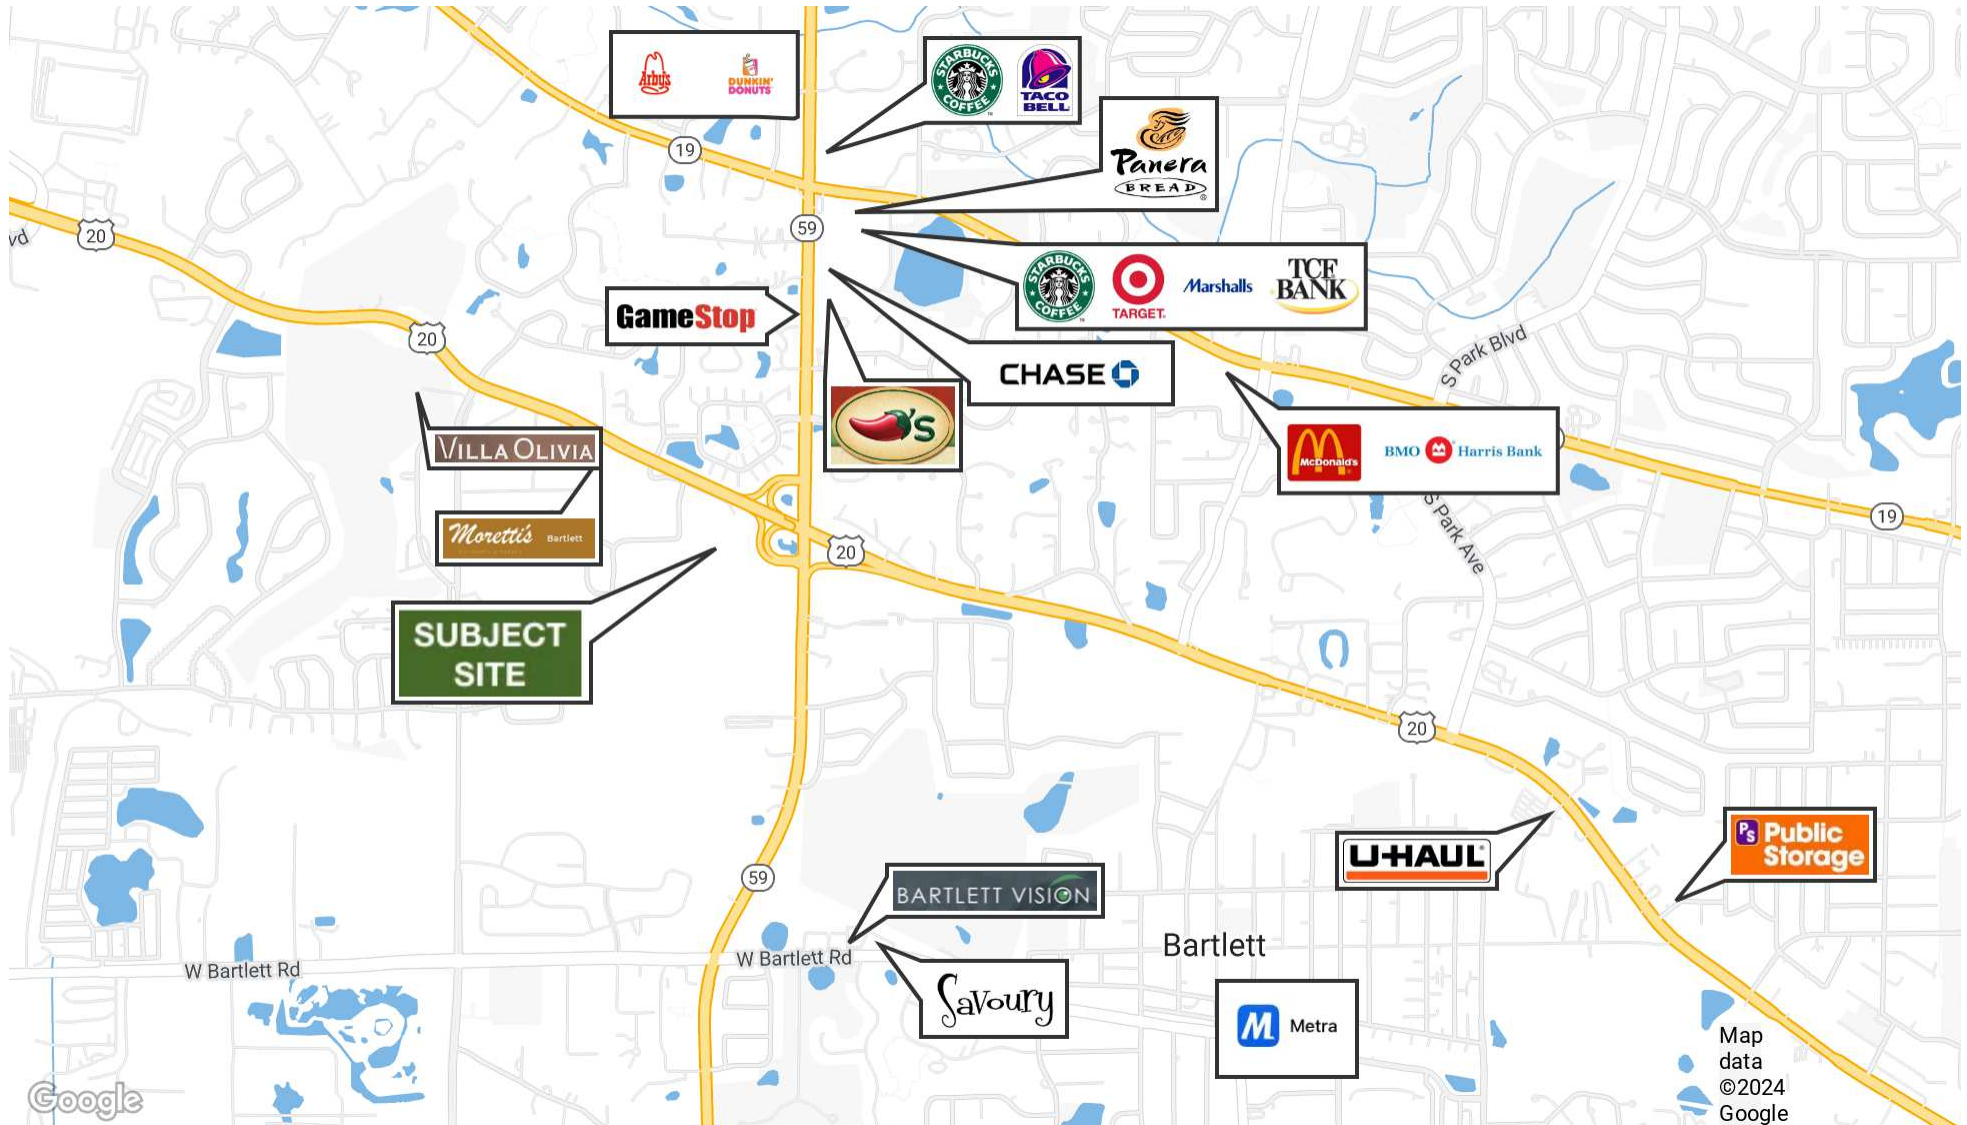 Arby's
DUNKIN'
DONUTS
STARBUCKS
COFFEE
TACO
BELL
Panera
BREAD
19
20
vd
59
STARBUCKS
COFFEE
TARGET
Marshalls
TCF
BANK
GameStop
20
CHASE
S Park Blvd
's
McDonald's
BMO Harris Bank
VILLA OLIVIA
Moretti's Bartlett
S Park Ave
19
20
SUBJECT
SITE
20
U-HAUL
PS Public
Storage
59
BARTLETT VISION
W Bartlett Rd
W Bartlett Rd
Bartlett
Savoury
M Metra
Map
data
©2024
Google
Google